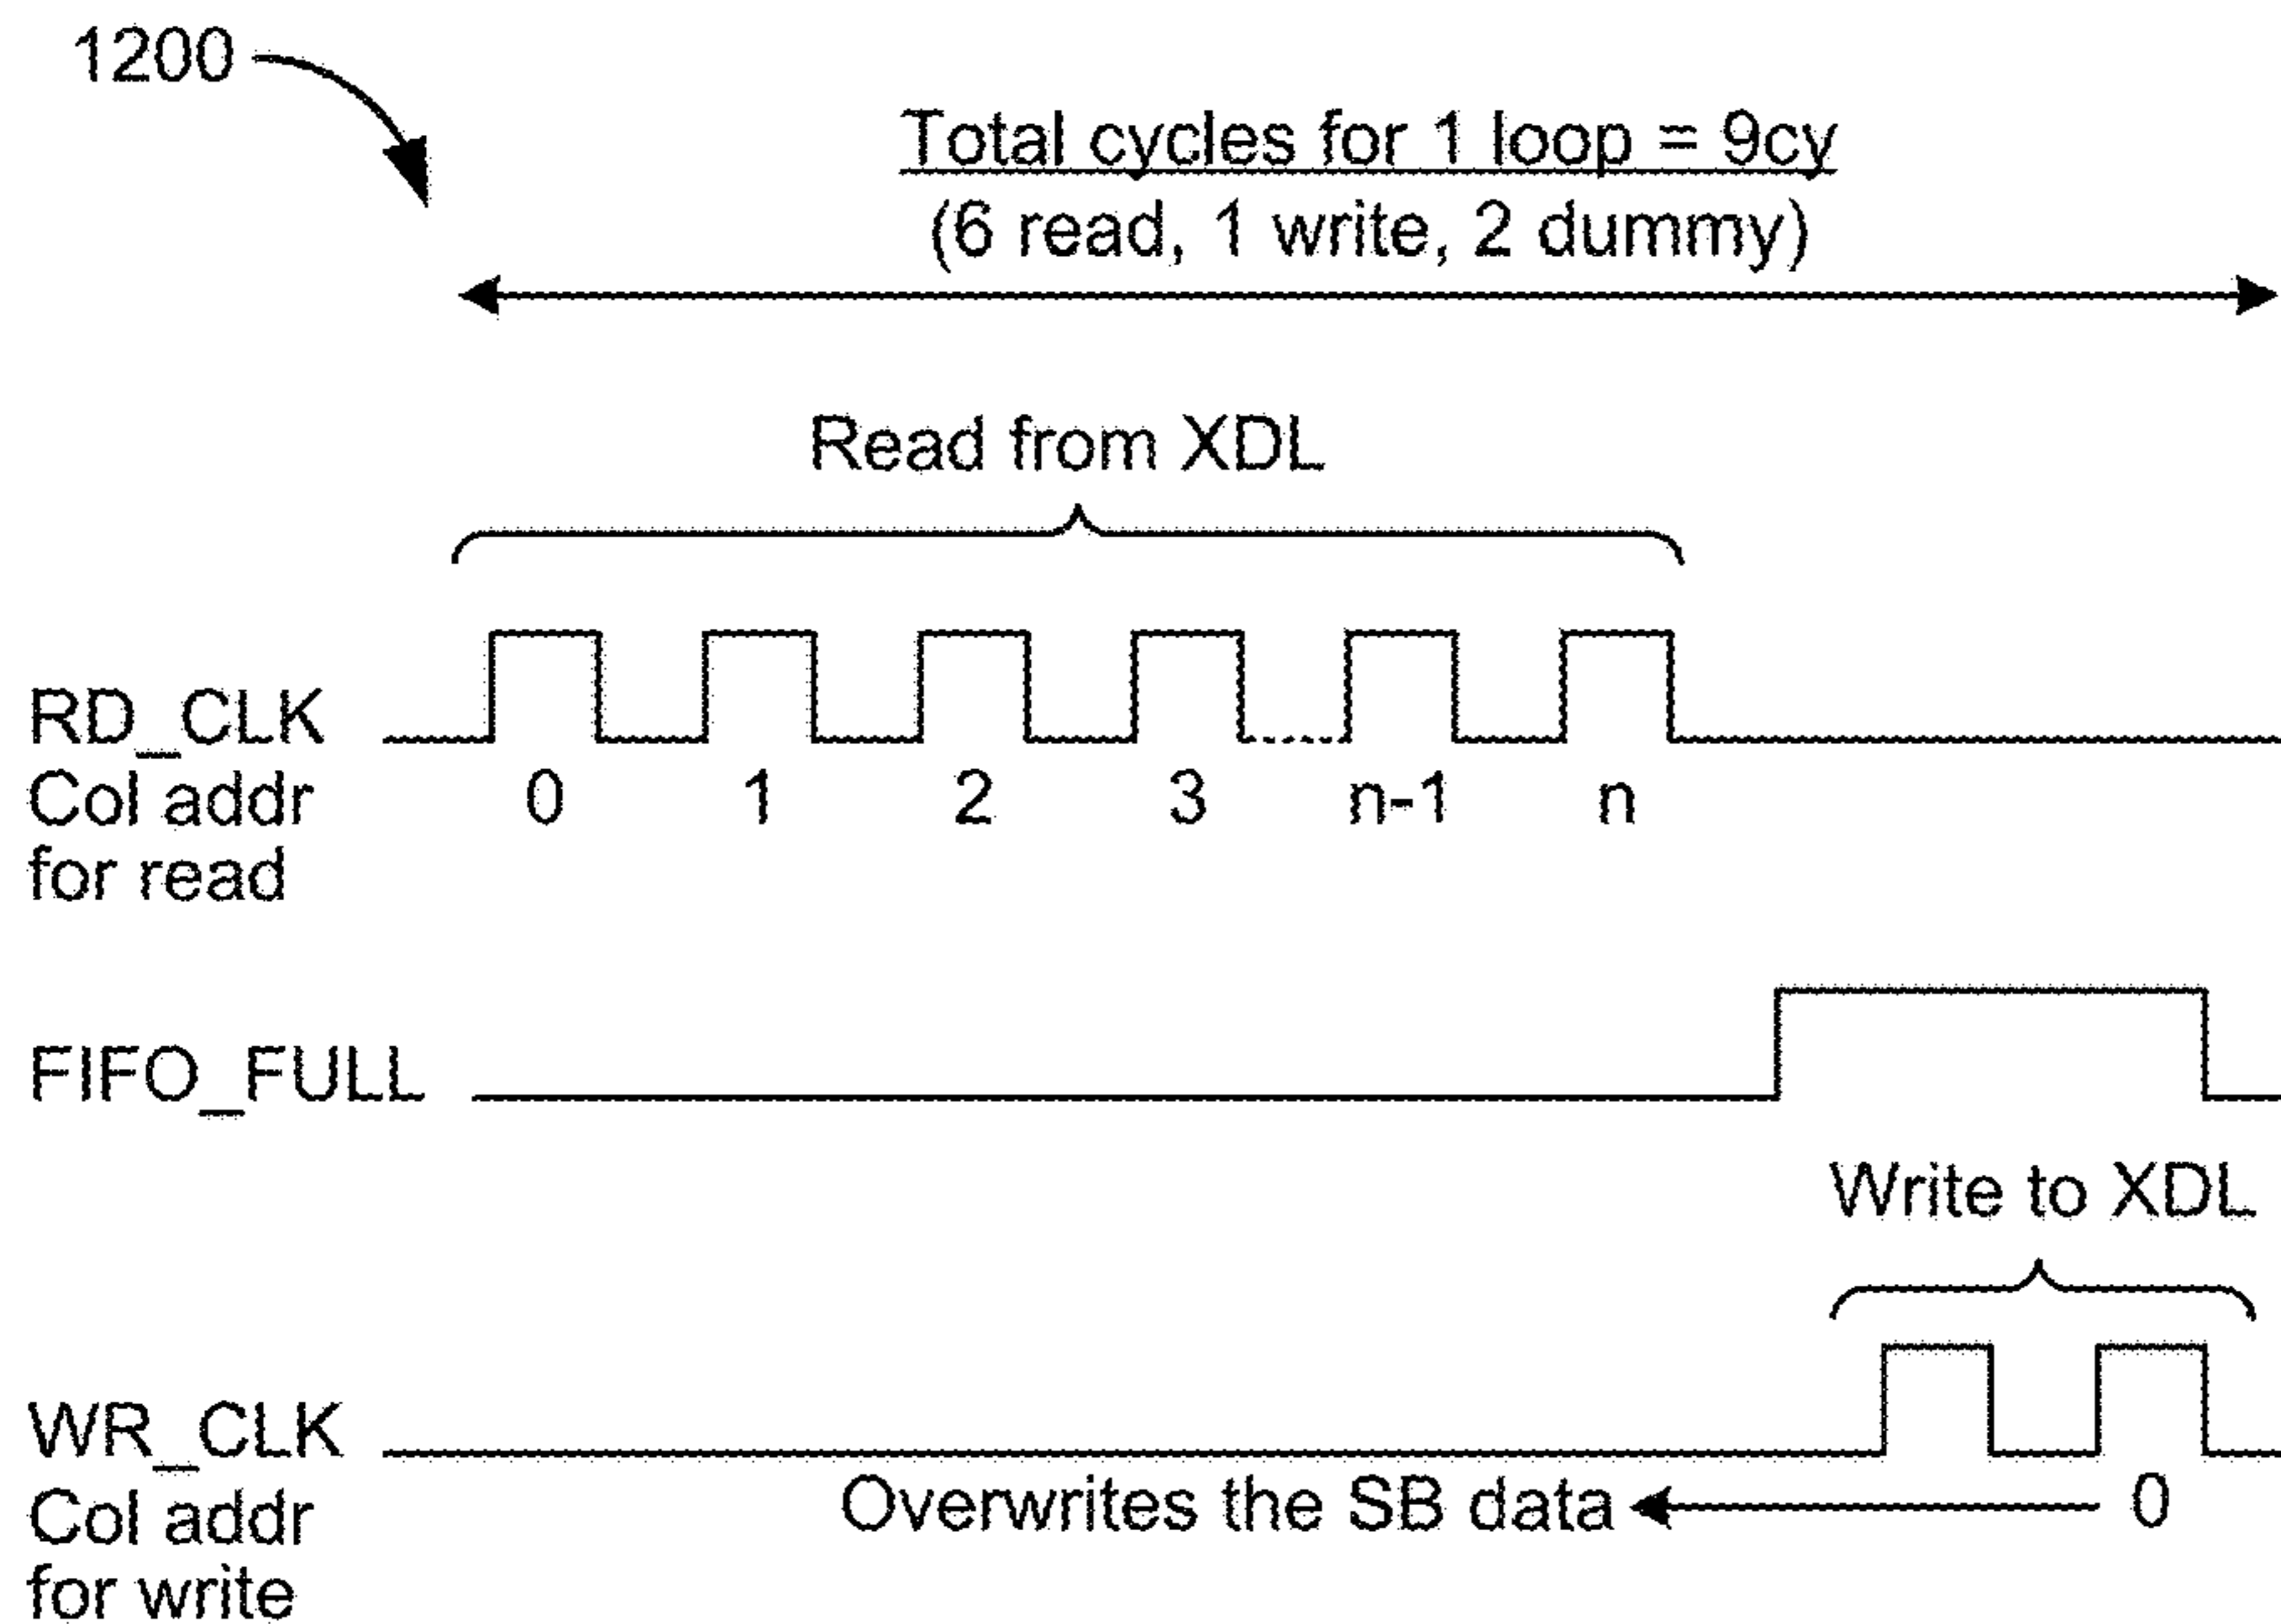 1200
Total cycles for 1 loop = 9cy
(6 read, 1 write, 2 dummy)
Read from XDL
RD_CLK
Col addr
for read
0 1 2 3 n-1 n
FIFO_FULL
Write to XDL
WR_CLK
Col addr
for write
Overwrites the SB data
0